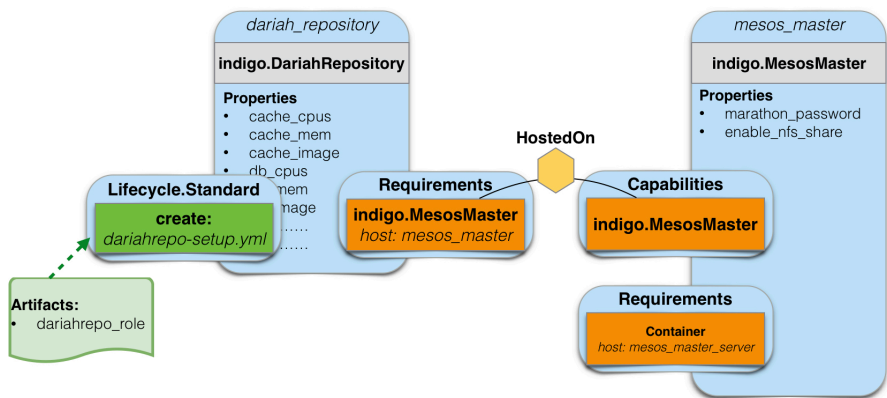 dariah_repository
indigo.DariahRepository
Properties
• cache_cpus
• cache_mem
• cache_image
• db_cpus
mem
image
......
......
Lifecycle.Standard
create:
dariahrepo-setup.yml
Artifacts:
• dariahrepo_role
Requirements
indigo.MesosMaster
host: mesos_master
HostedOn
Capabilities
indigo.MesosMaster
mesos_master
indigo.MesosMaster
Properties
• marathon_password
• enable_nfs_share
Requirements
Container
host: mesos_master_server